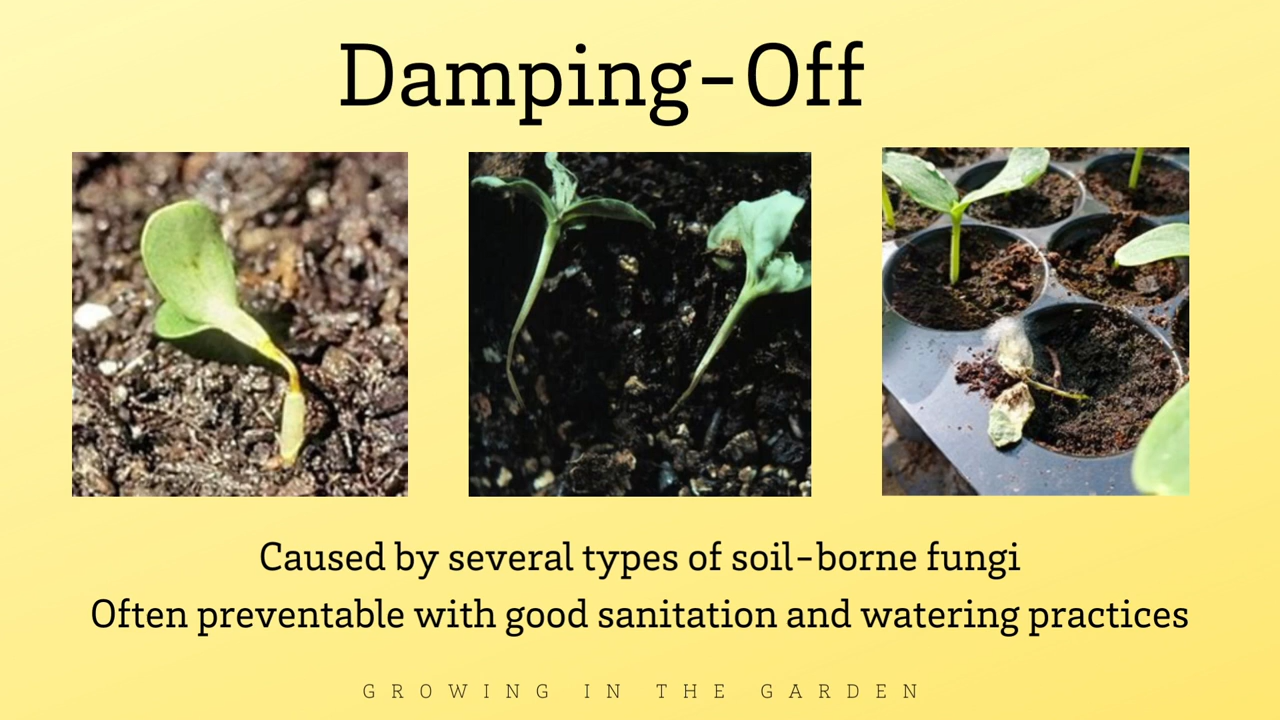 Damping-Off
Caused by several types of soil-borne fungi
Often preventable with good sanitation and watering practices
GROWING IN THE GARDEN